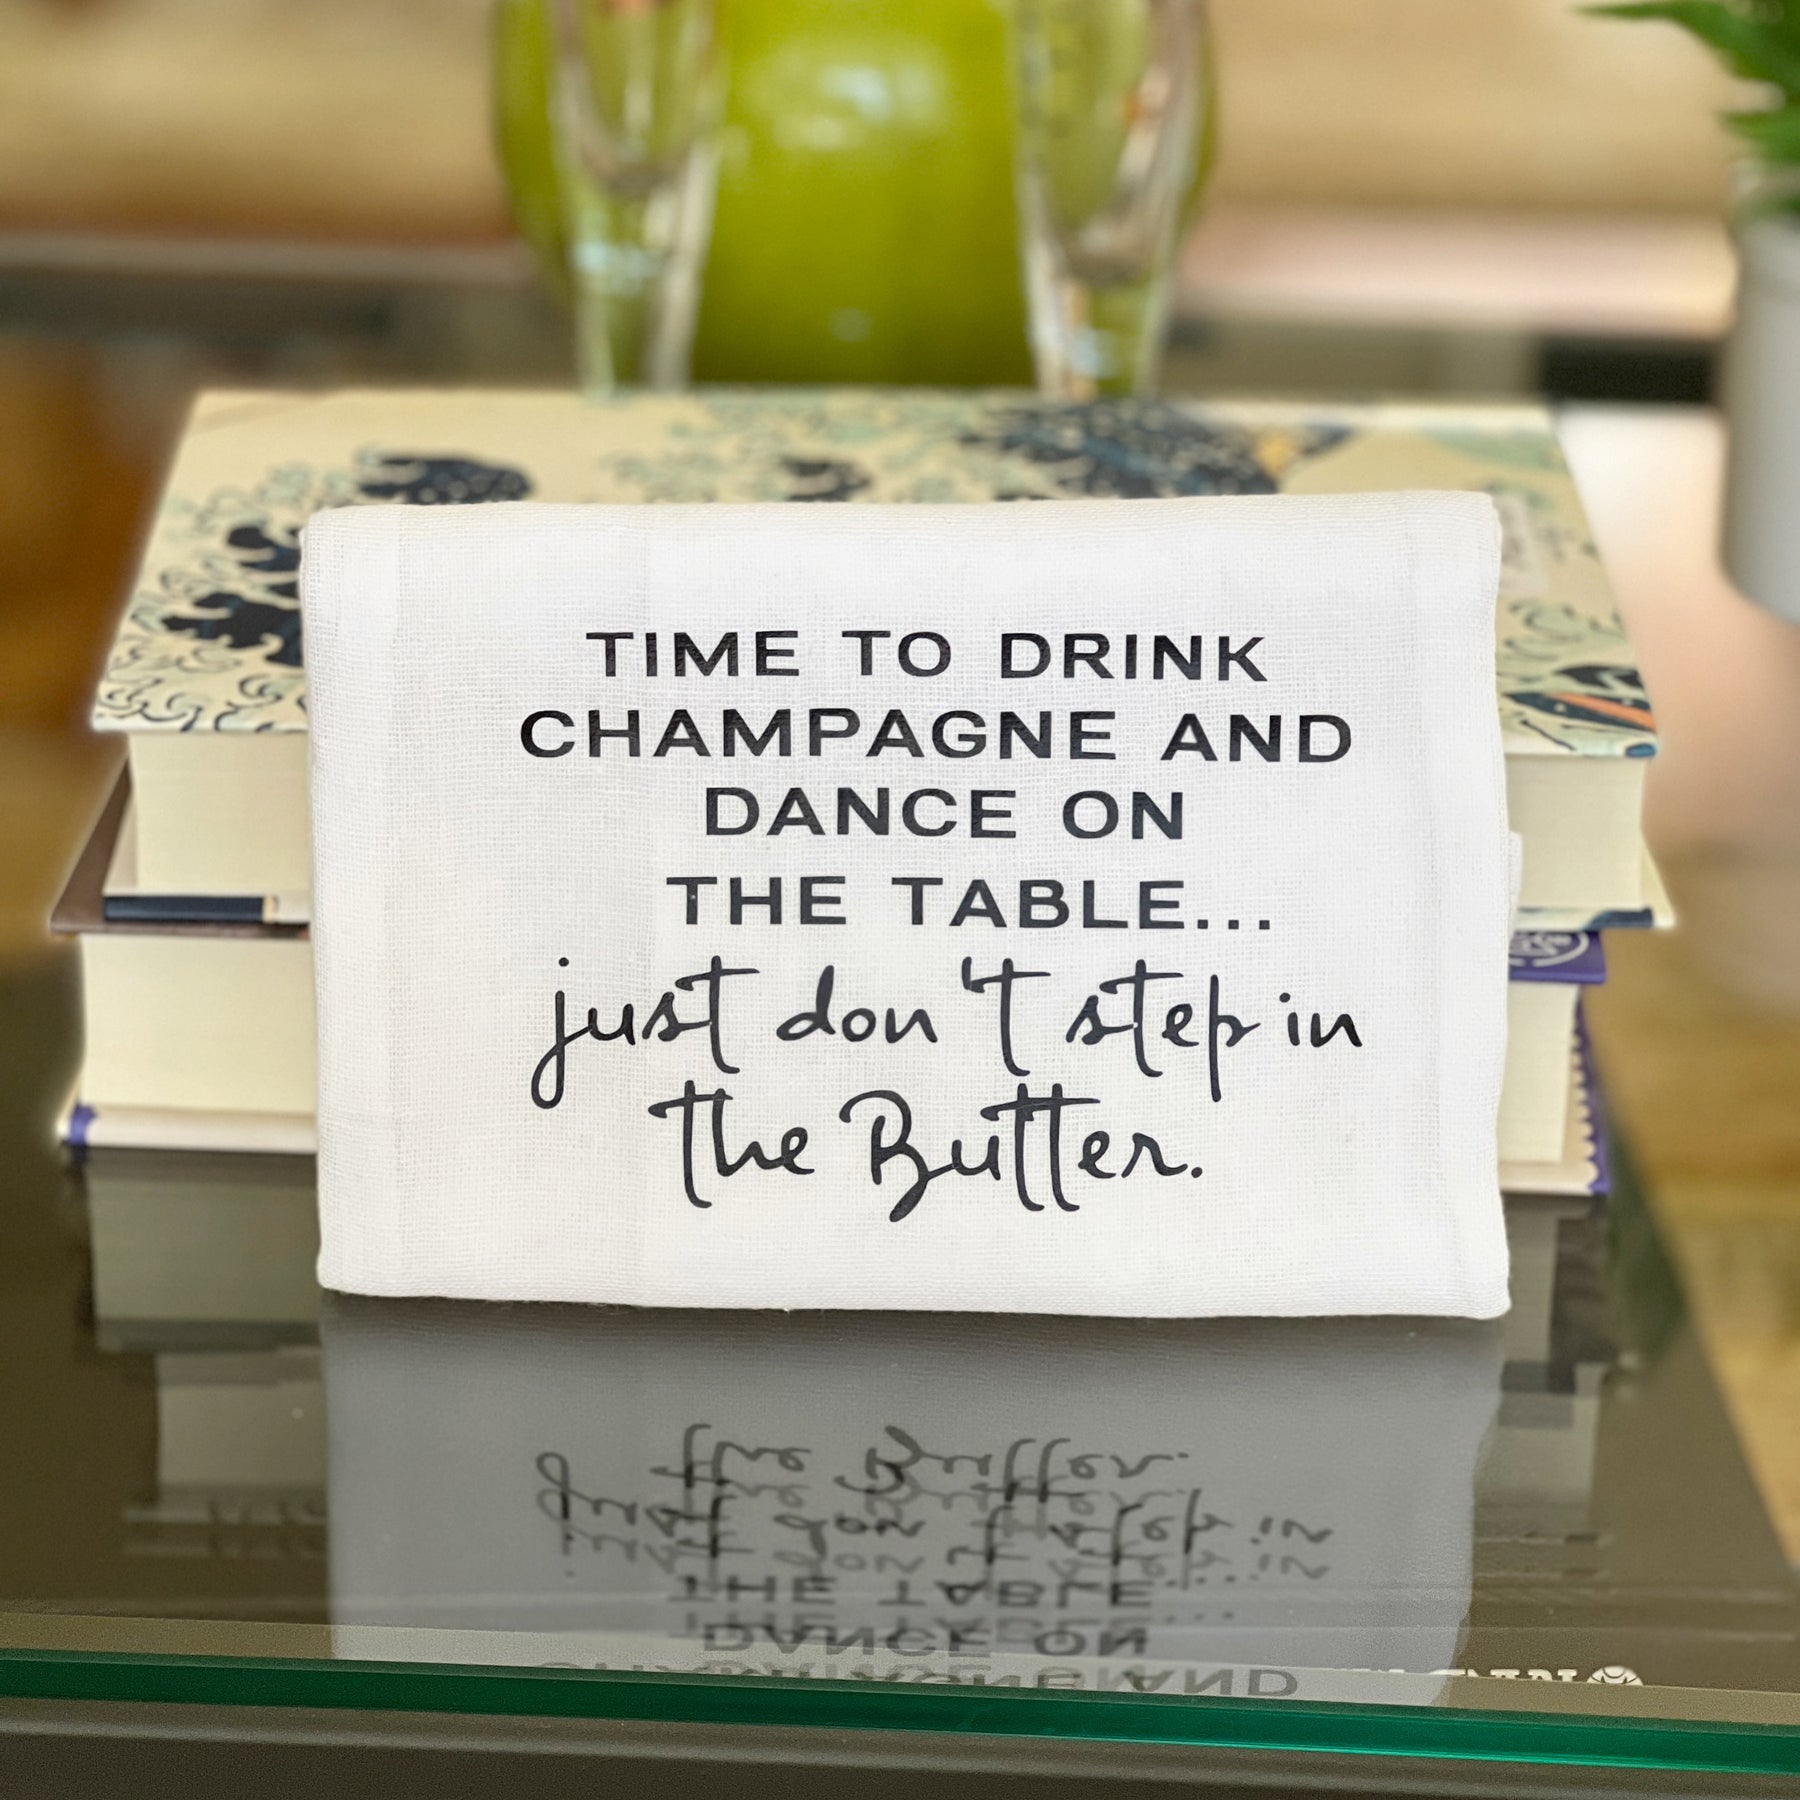 TIME TO DRINK
CHAMPAGNE AND
DANCE ON
THE TABLE...
just don't step in
the Butter.